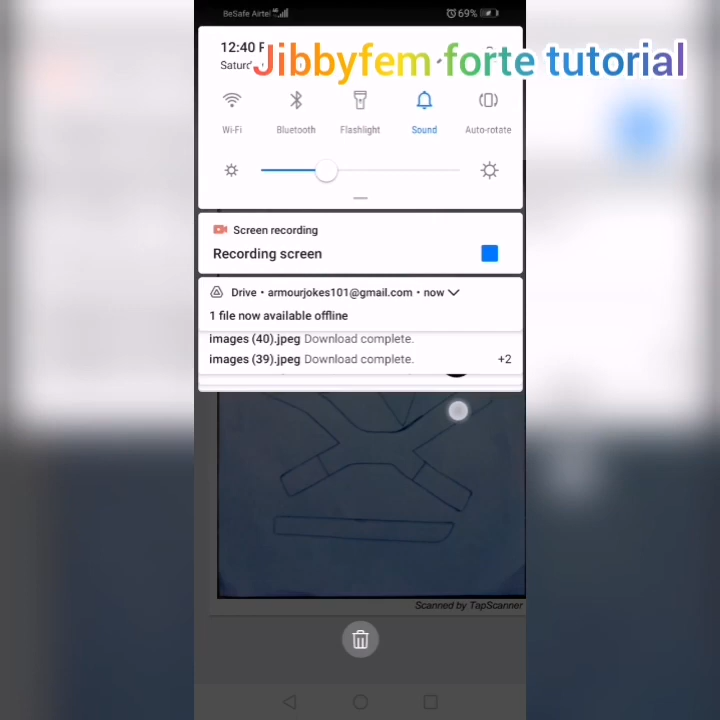 BeSafe Airtel
69%
12:40
Jibbyfem forte tutorial
Wi-Fi
Bluetooth
Flashlight
Sound
Auto-rotate
Screen recording
Recording screen
Drive • armourjokes101@gmail.com • now
1 file now available offline
images (40).jpeg Download complete.
images (39).jpeg Download complete.
+2
Scanned by TapScanner